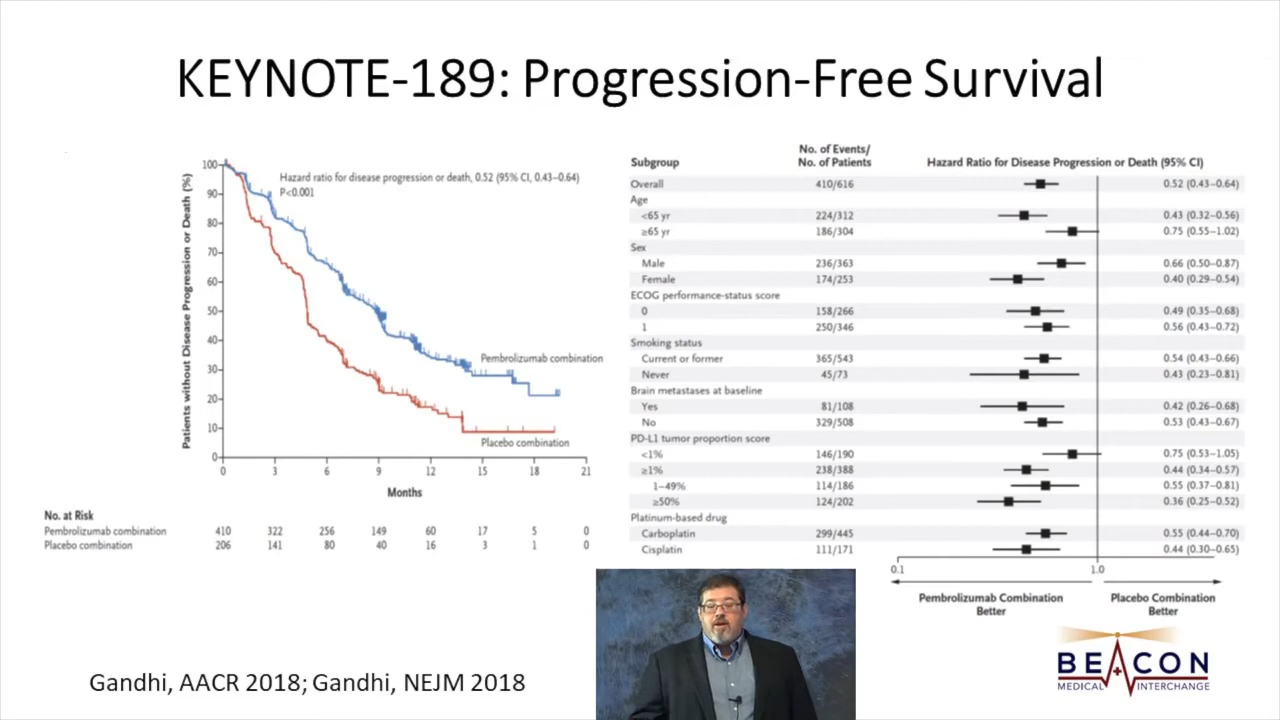 KEYNOTE-189: Progression-Free Survival
Patients without Disease Progression or Death (%)
100
90
80
70
60
50
40
30
20
10
0
Hazard ratio for disease progression or death, 0.52 (95% CI, 0.43–0.64)
P<0.001
Pembrolizumab combination
Placebo combination
0 3 6 9 12 15 18 21
Months
No. at Risk
Pembrolizumab combination 410 322 256 149 60 17 5 0
Placebo combination 206 141 80 40 16 3 1 0
Subgroup No. of Events/ No. of Patients Hazard Ratio for Disease Progression or Death (95% CI)
Overall 410/616 0.52 (0.43–0.64)
Age
<65 yr 224/312 0.43 (0.32–0.56)
≥65 yr 186/304 0.75 (0.55–1.02)
Sex
Male 236/363 0.66 (0.50–0.87)
Female 174/253 0.40 (0.29–0.54)
ECOG performance-status score
0 158/266 0.49 (0.35–0.68)
1 250/346 0.56 (0.43–0.72)
Smoking status
Current or former 365/543 0.54 (0.43–0.66)
Never 45/73 0.43 (0.23–0.81)
Brain metastases at baseline
Yes 81/108 0.42 (0.26–0.68)
No 329/508 0.53 (0.43–0.67)
PD-L1 tumor proportion score
<1% 146/190 0.75 (0.53–1.05)
≥1% 238/388 0.44 (0.34–0.57)
1–49% 114/186 0.55 (0.37–0.81)
≥50% 124/202 0.36 (0.25–0.52)
Platinum-based drug
Carboplatin 299/445 0.55 (0.44–0.70)
Cisplatin 111/171 0.44 (0.30–0.65)
0.1 1.0
Pembrolizumab Combination Better
Placebo Combination Better
Gandhi, AACR 2018; Gandhi, NEJM 2018
BEACON
MEDICAL INTERCHANGE